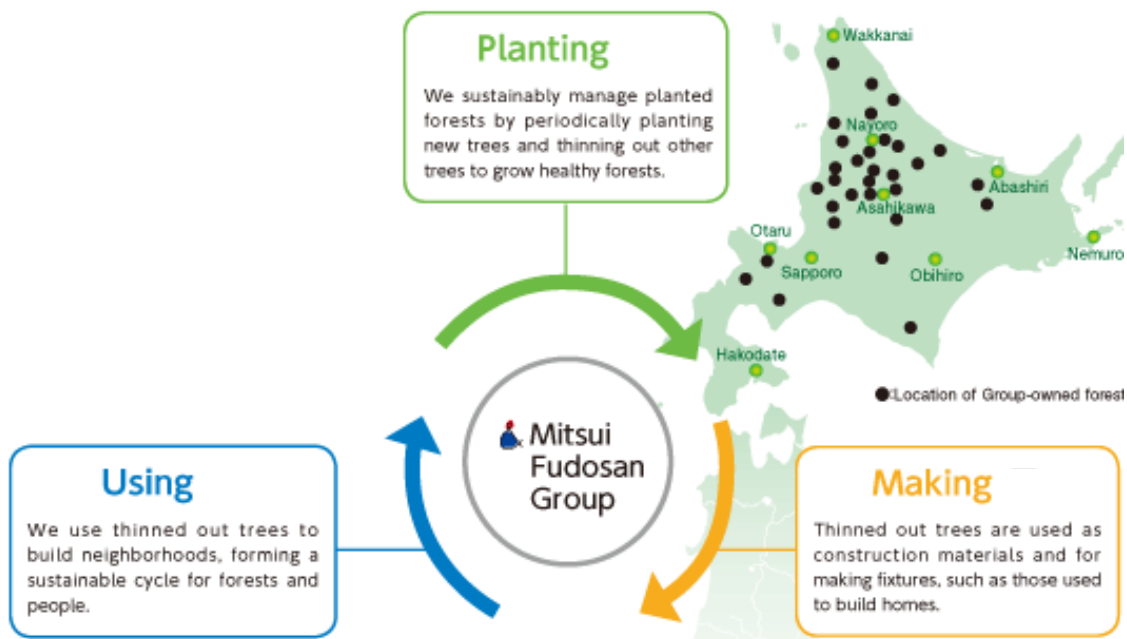 Planting
We sustainably manage planted
forests by periodically planting
new trees and thinning out other
trees to grow healthy forests.
Wakkanai
Nayoro
Abashiri
Asahikawa
Otaru
Nemuro
Sapporo
Obihiro
Hakodate
Location of Group-owned forest
Mitsui
Fudosan
Group
Using
We use thinned out trees to
build neighborhoods, forming a
sustainable cycle for forests and
people.
Making
Thinned out trees are used as
construction materials and for
making fixtures, such as those used
to build homes.